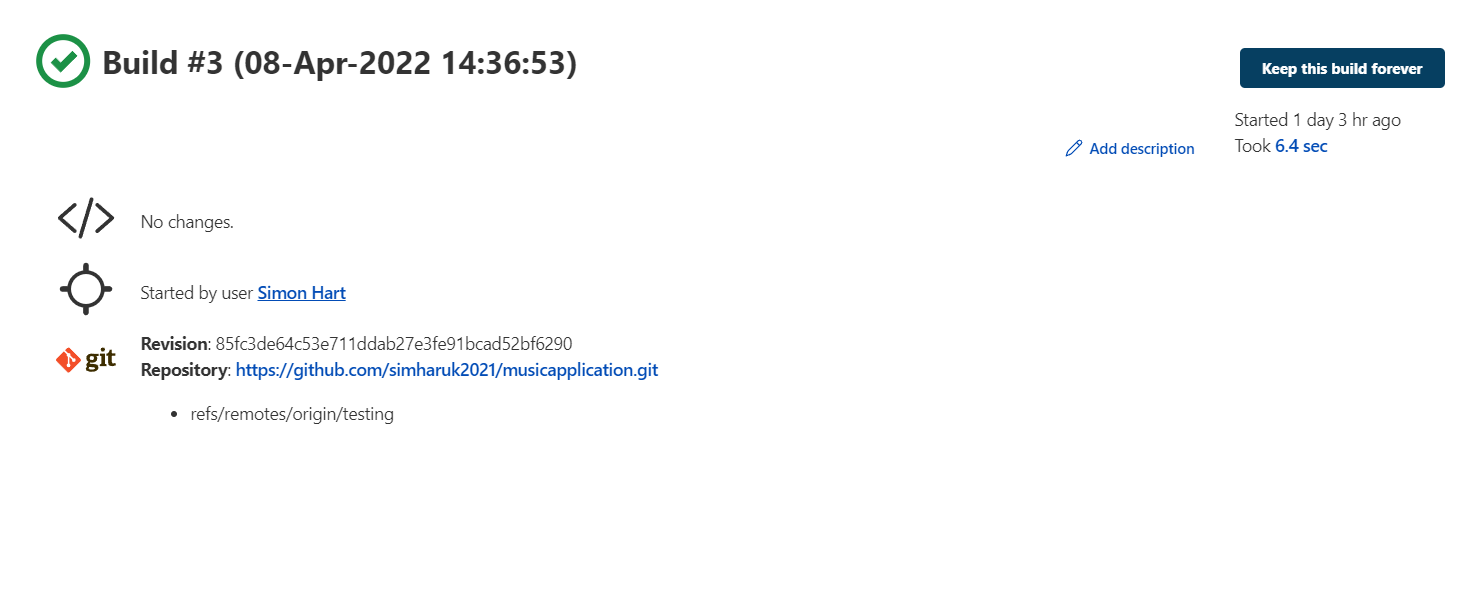 Build #3 (08-Apr-2022 14:36:53)
Keep this build forever
Started 1 day 3 hr ago
Took 6.4 sec
Add description
No changes.
Started by user Simon Hart
git
Revision: 85fc3de64c53e711ddab27e3fe91bcad52bf6290
Repository: https://github.com/simharuk2021/musicapplication.git
refs/remotes/origin/testing